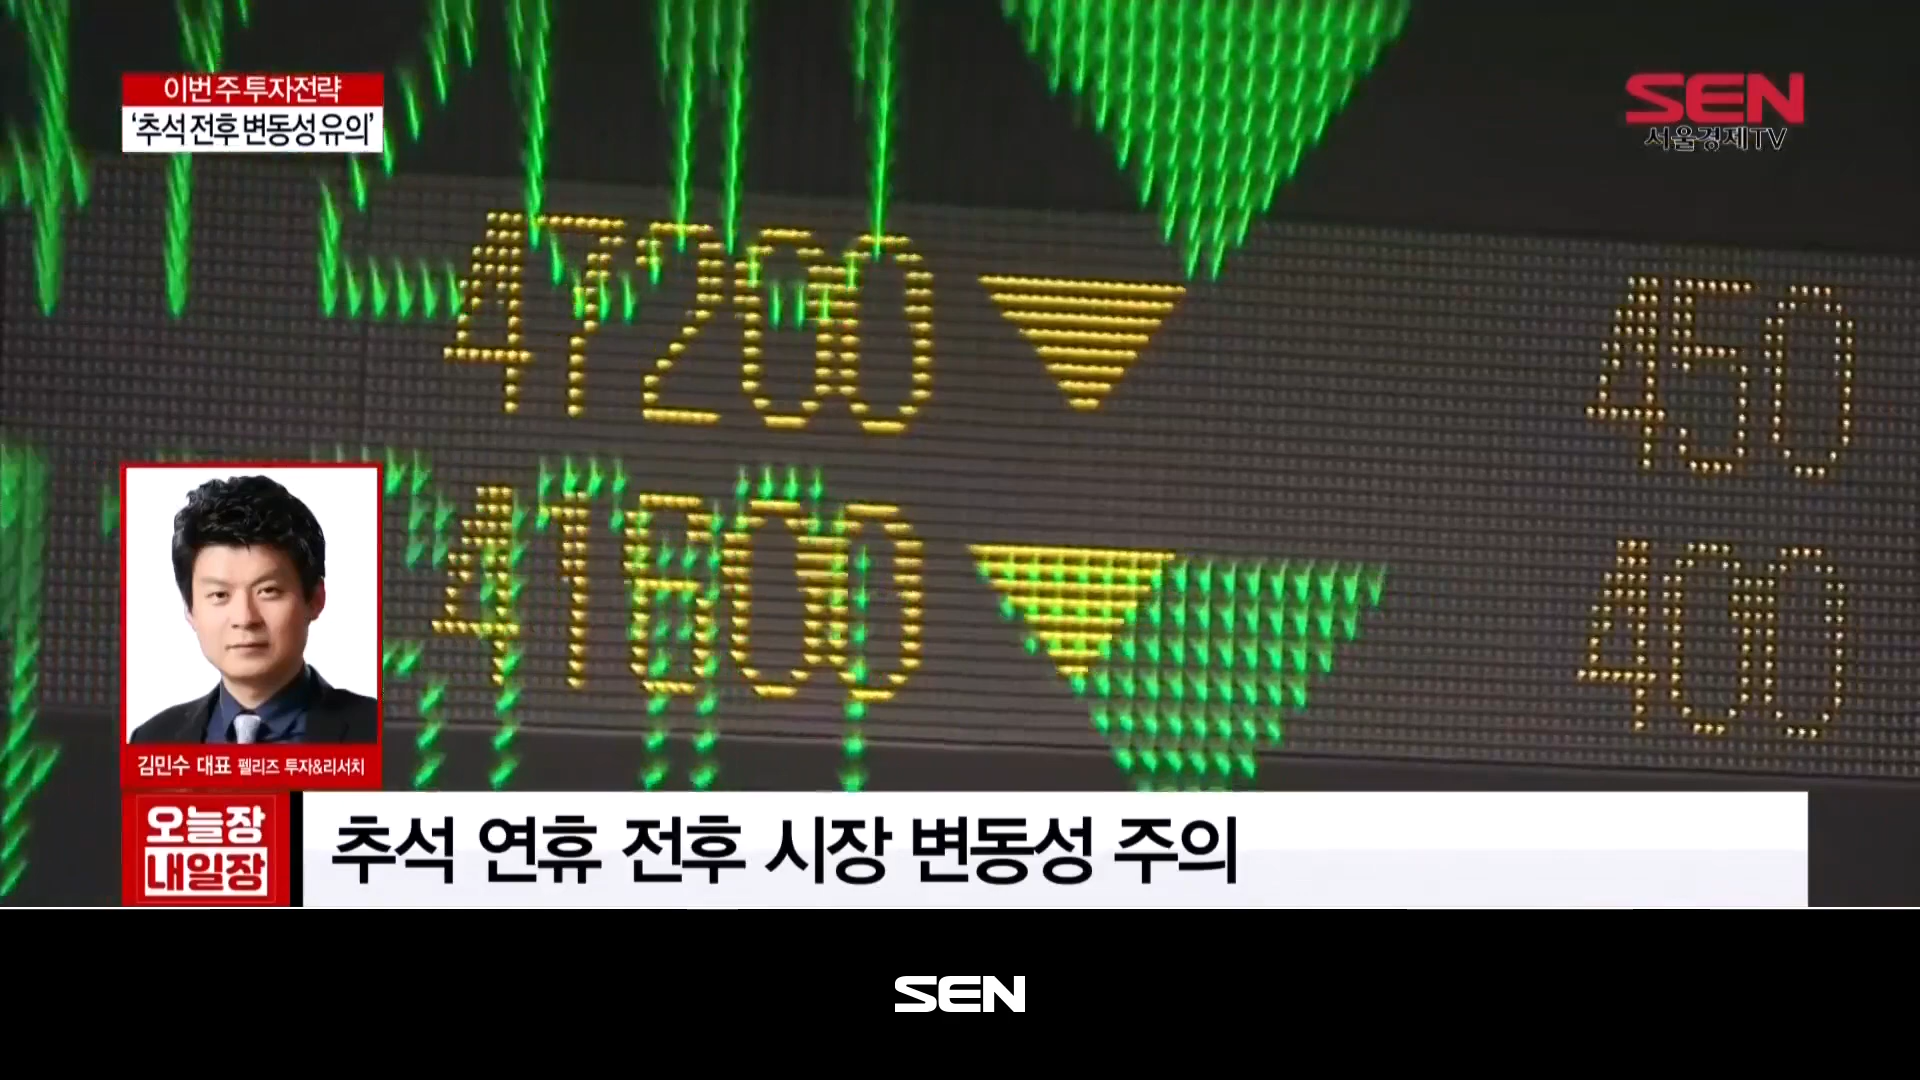 이번 주 투자전략
‘추석 전후 변동성 유의’
SEN
서울경제TV
47200 ▼ 450
41600 ▼ 400
김민수 대표 펠리즈 투자&리서치
오늘장
내일장
추석 연휴 전후 시장 변동성 주의
SEN